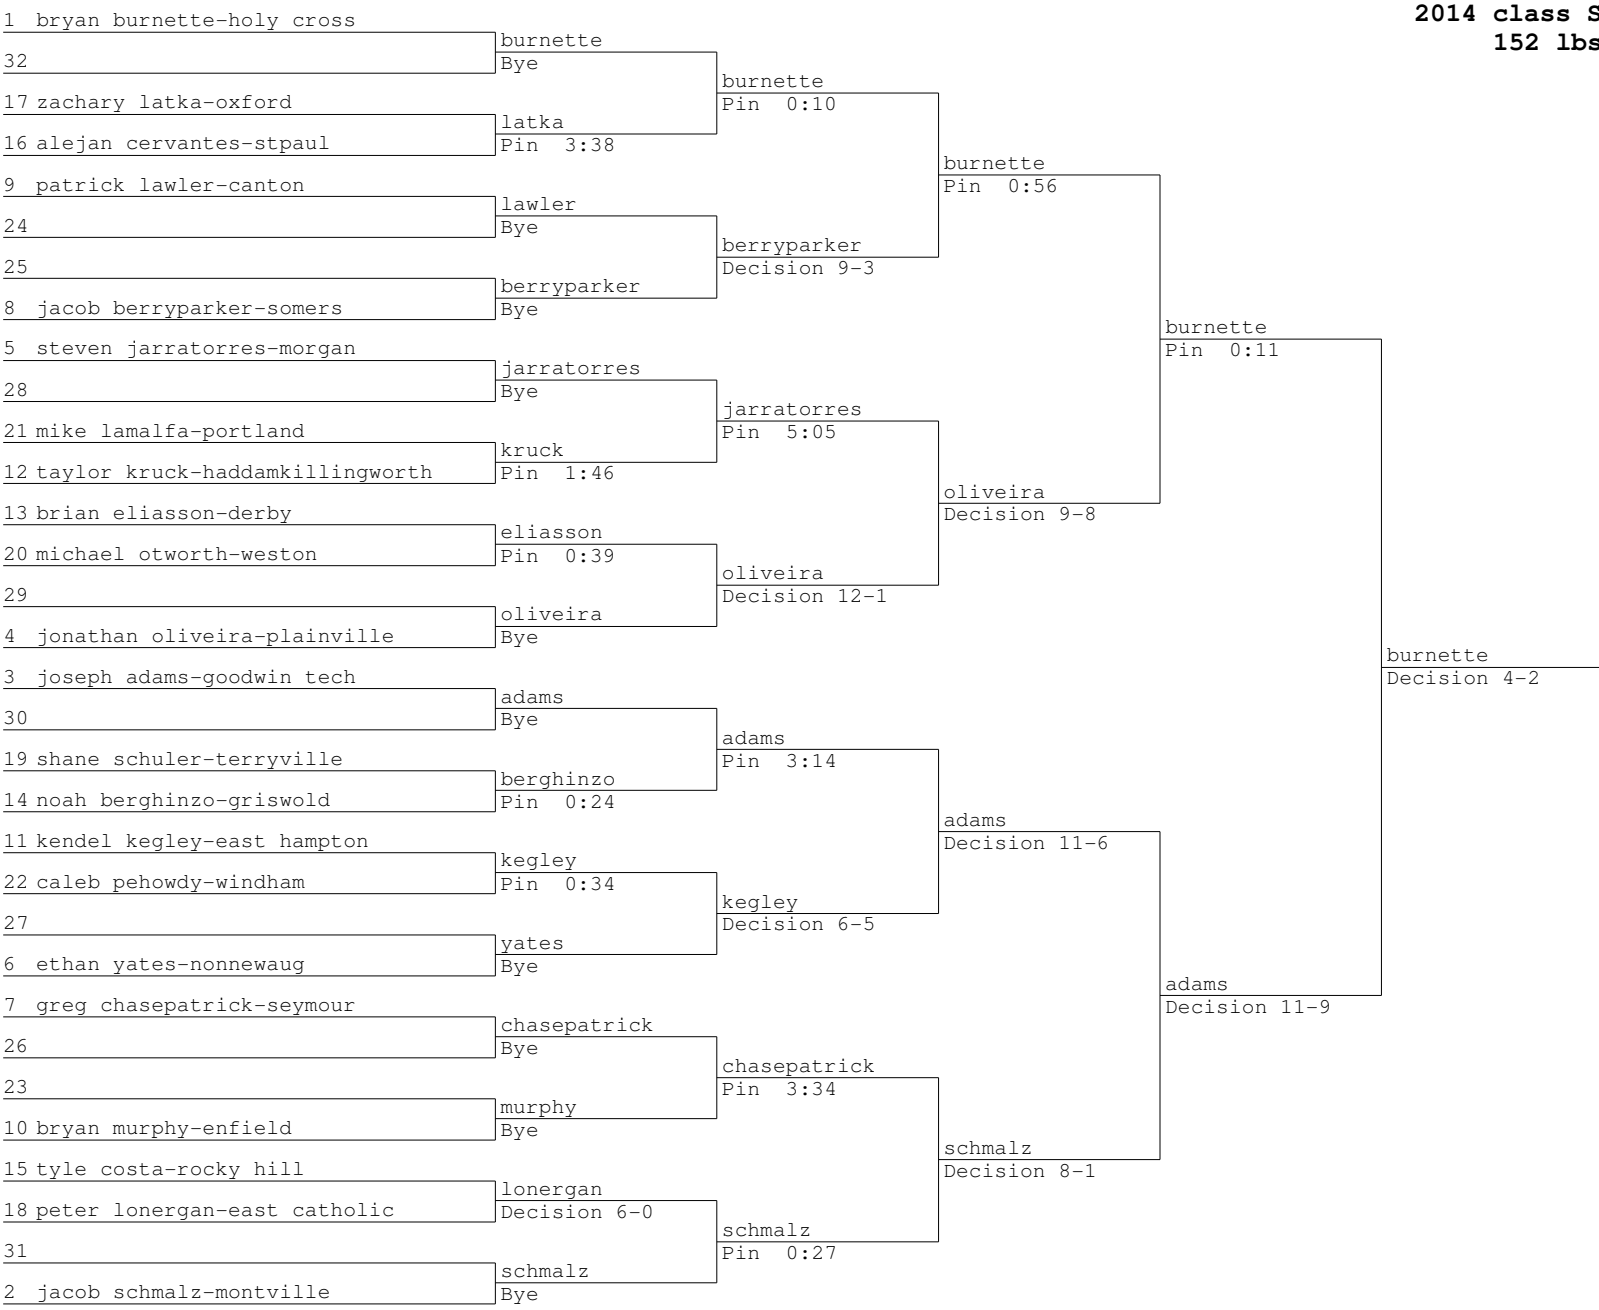 2014 class S
152 lbs
1 bryan burnette-holy cross
32
17 zachary latka-oxford
16 alejan cervantes-stpaul
9 patrick lawler-canton
24
25
8 jacob berryparker-somers
5 steven jarratorres-morgan
28
21 mike lamalfa-portland
12 taylor kruck-haddamkillingworth
13 brian eliasson-derby
20 michael otworth-weston
29
4 jonathan oliveira-plainville
3 joseph adams-goodwin tech
30
19 shane schuler-terryville
14 noah berghinzo-griswold
11 kendel kegley-east hampton
22 caleb pehowdy-windham
27
6 ethan yates-nonnewaug
7 greg chasepatrick-seymour
26
23
10 bryan murphy-enfield
15 tyle costa-rocky hill
18 peter lonergan-east catholic
31
2 jacob schmalz-montville
burnette
Bye
latka
Pin 3:38
lawler
Bye
berryparker
Bye
jarratorres
Bye
kruck
Pin 1:46
eliasson
Pin 0:39
oliveira
Bye
adams
Bye
berghinzo
Pin 0:24
kegley
Pin 0:34
yates
Bye
chasepatrick
Bye
murphy
Bye
lonergan
Decision 6-0
schmalz
Bye
burnette
Pin 0:10
berryparker
Decision 9-3
jarratorres
Pin 5:05
oliveira
Decision 12-1
adams
Pin 3:14
kegley
Decision 6-5
chasepatrick
Pin 3:34
schmalz
Pin 0:27
burnette
Pin 0:56
oliveira
Decision 9-8
adams
Decision 11-6
schmalz
Decision 8-1
burnette
Pin 0:11
adams
Decision 11-9
burnette
Decision 4-2